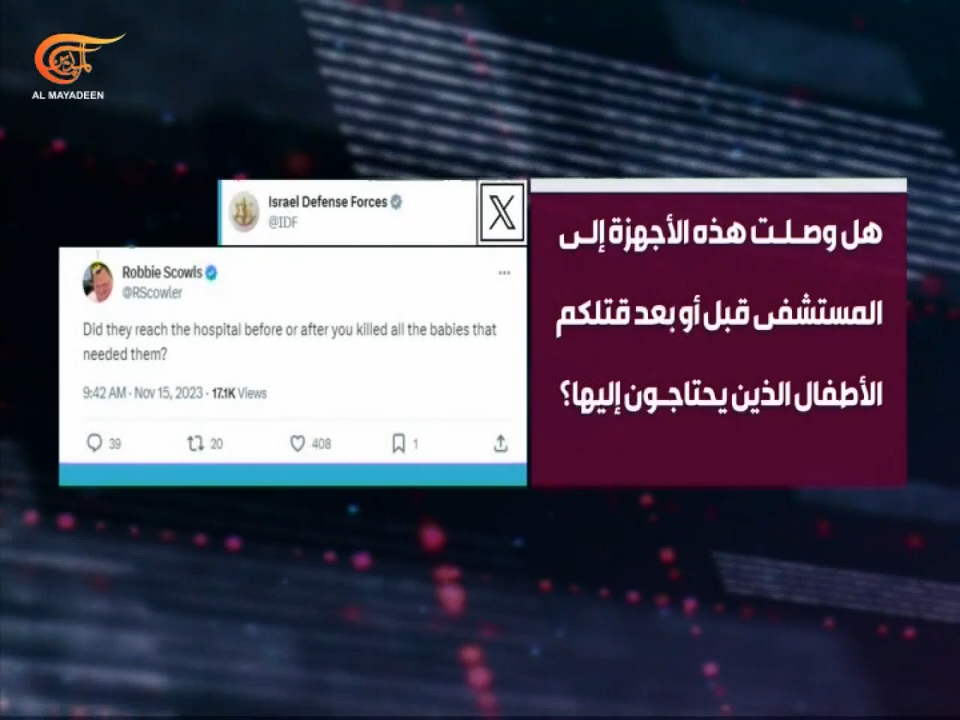 AL MAYADEEN
Israel Defense Forces
@IDF
Robbie Scowls
@RScowler
Did they reach the hospital before or after you killed all the babies that
needed them?
9:42 AM · Nov 15, 2023 · 17.1K Views
39 20 408 1
هل وصلت هذه الأجهزة إلى
المستشفى قبل أو بعد قتلكم
الأطفال الذين يحتاجون إليها؟